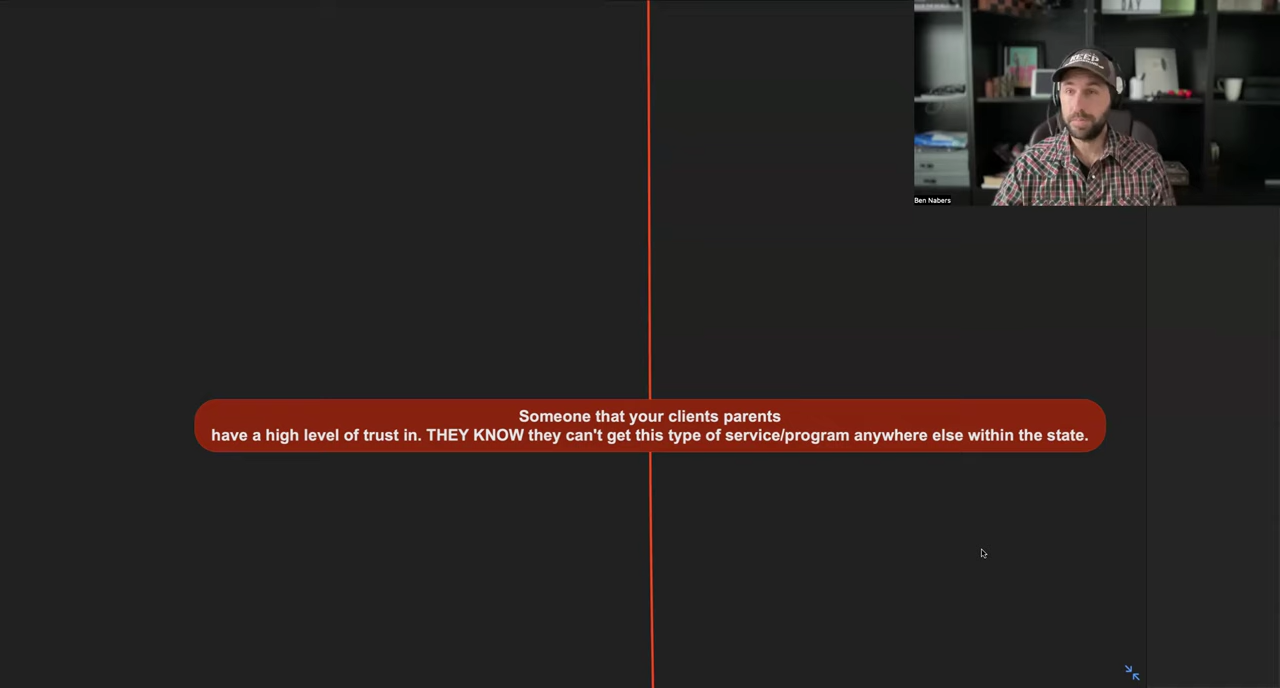 KEEP
Ben Nabers
Someone that your clients parents
have a high level of trust in. THEY KNOW they can't get this type of service/program anywhere else within the state.